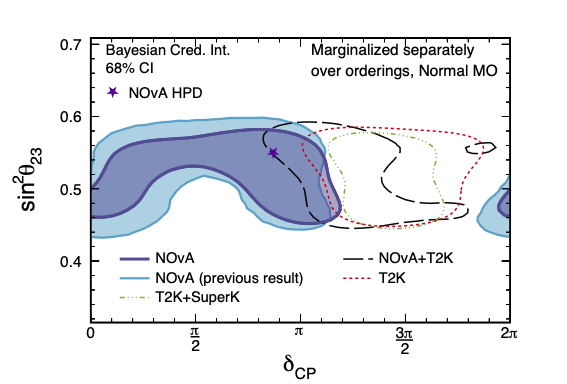 0.7
Bayesian Cred. Int.
68% CI
★ NOvA HPD
Marginalized separately
over orderings, Normal MO
0.6
0.5
0.4
sin²θ₂₃
NOvA
NOvA (previous result)
T2K+SuperK
NOvA+T2K
T2K
0
π/2
π
3π/2
2π
δCP